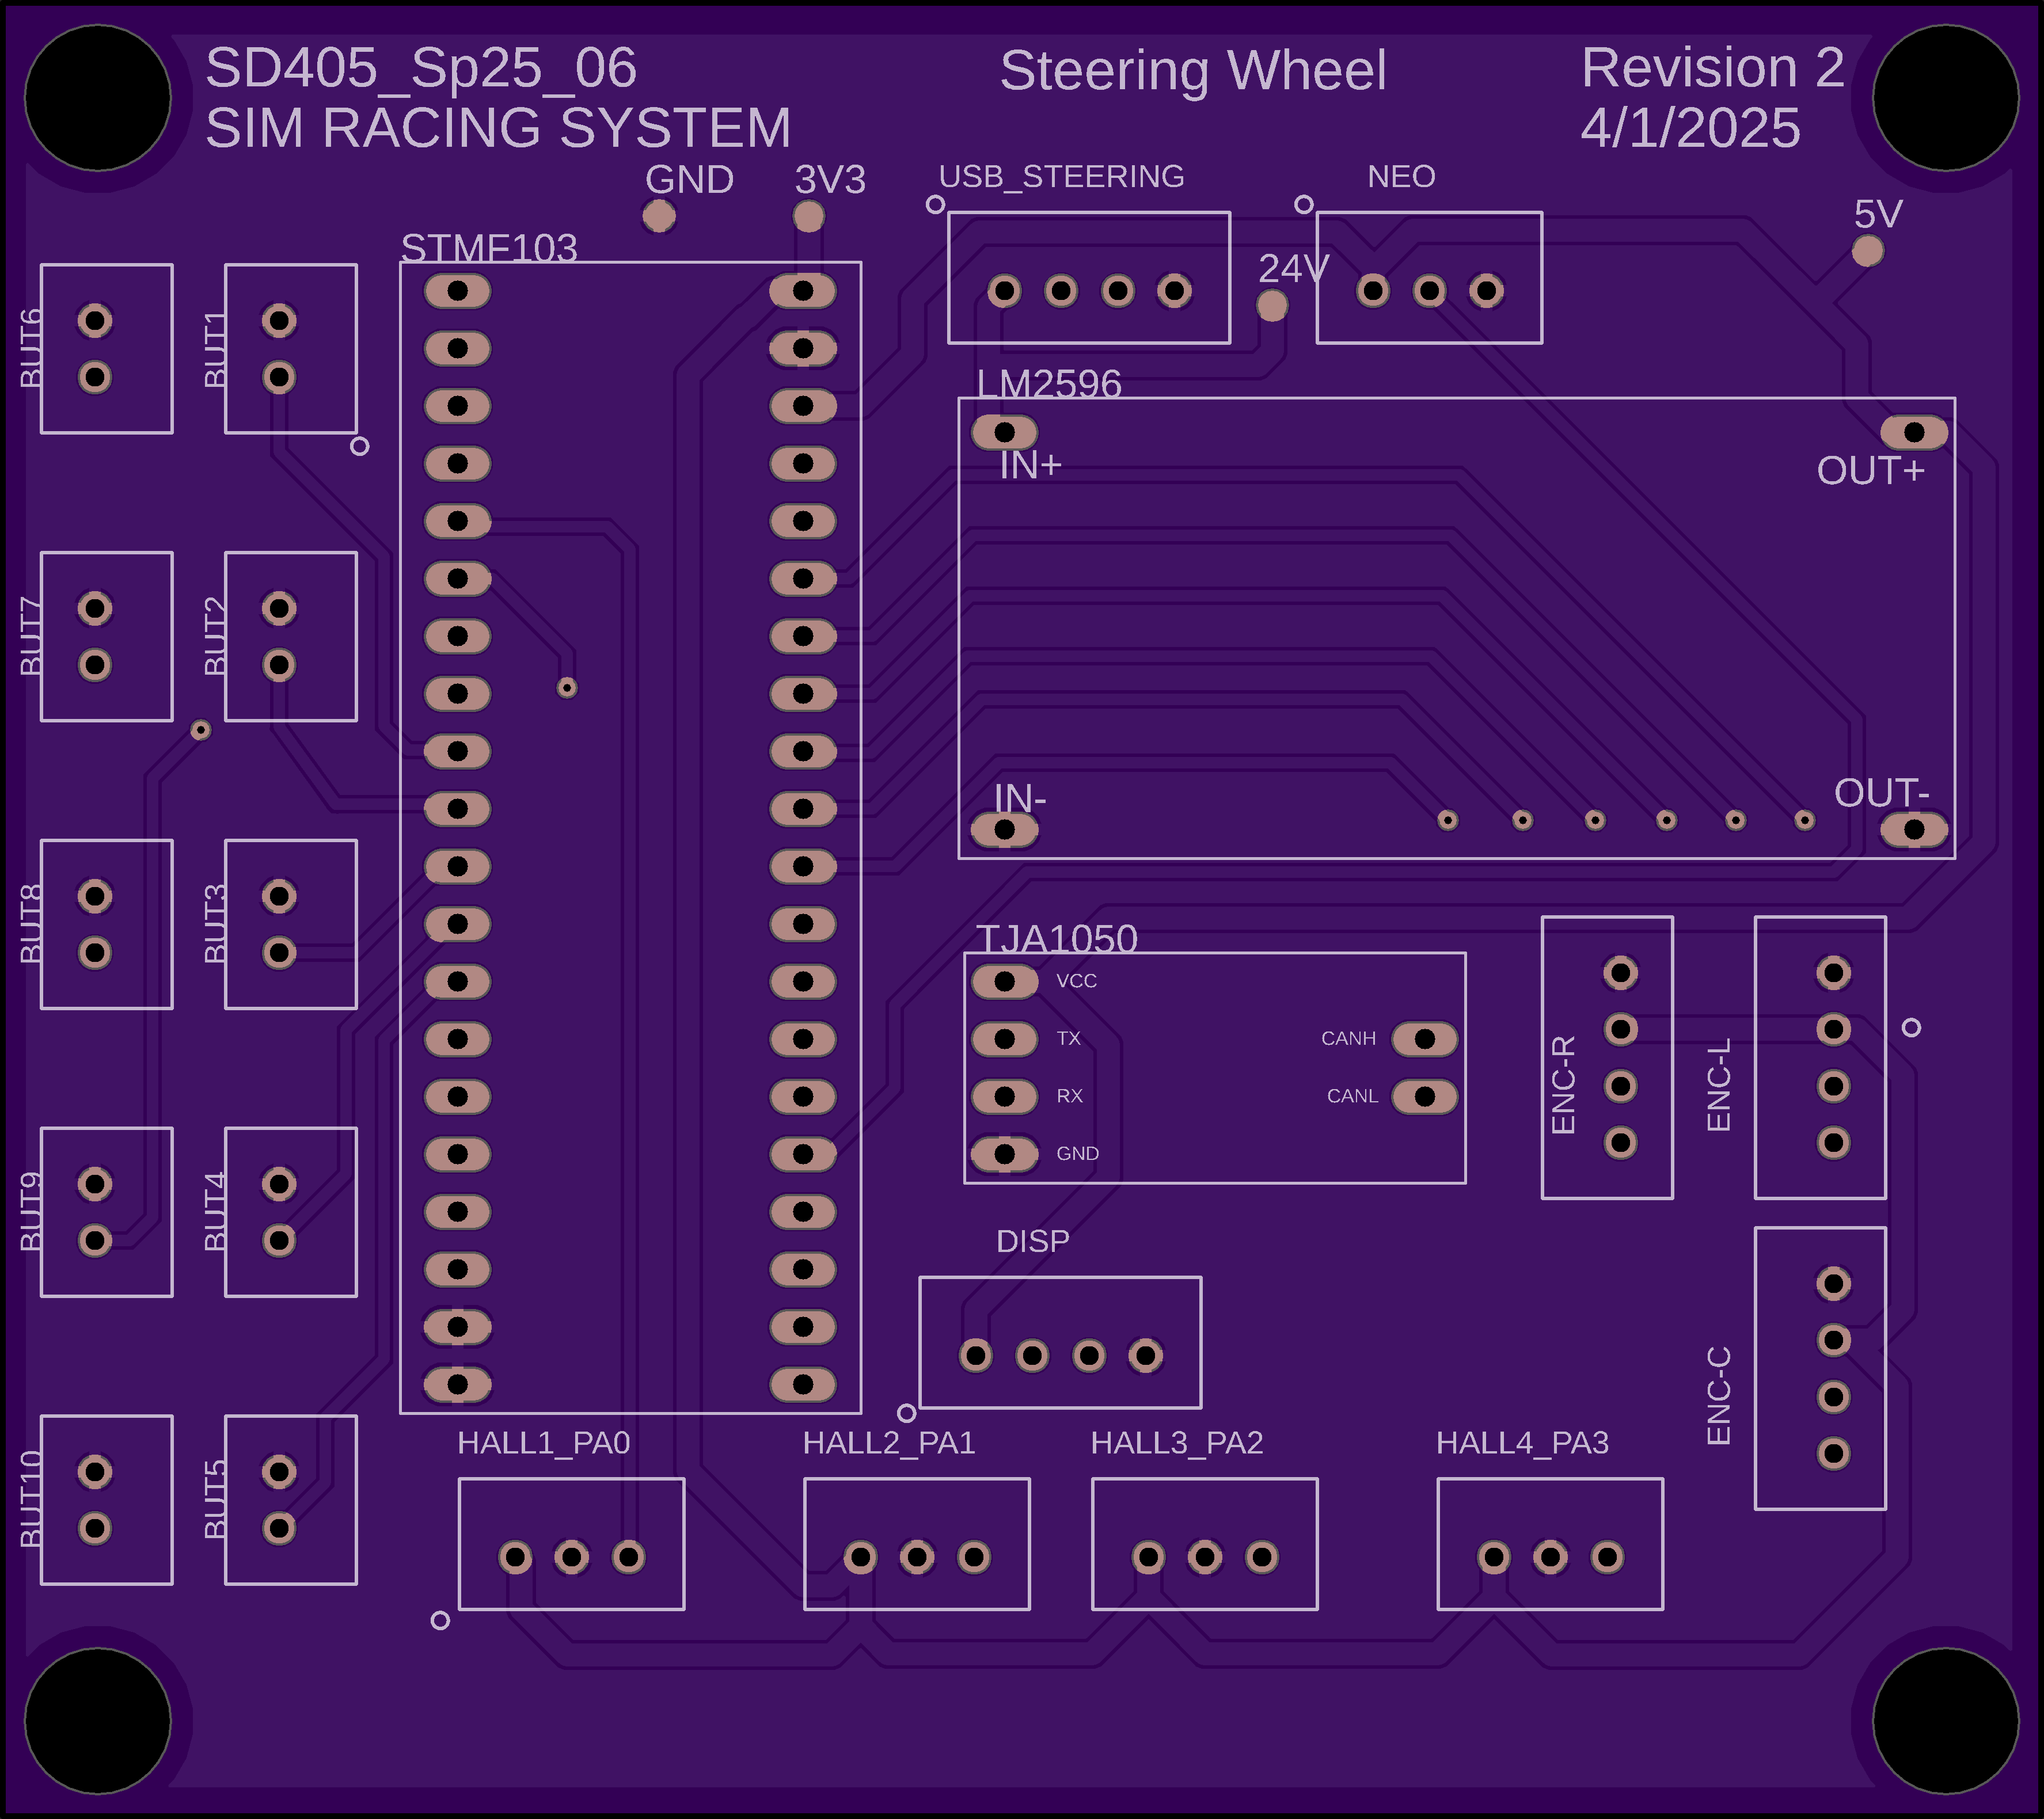 SD405_Sp25_06
SIM RACING SYSTEM
Steering Wheel
Revision 2
4/1/2025
GND
3V3
USB_STEERING
NEO
5V
STMF103
24V
BUT6
BUT1
LM2596
IN+
OUT+
BUT7
BUT2
IN-
OUT-
BUT8
BUT3
TJA1050
VCC
TX
CANH
RX
CANL
GND
ENC-R
ENC-L
BUT9
BUT4
DISP
ENC-C
HALL1_PA0
HALL2_PA1
HALL3_PA2
HALL4_PA3
BUT10
BUT5